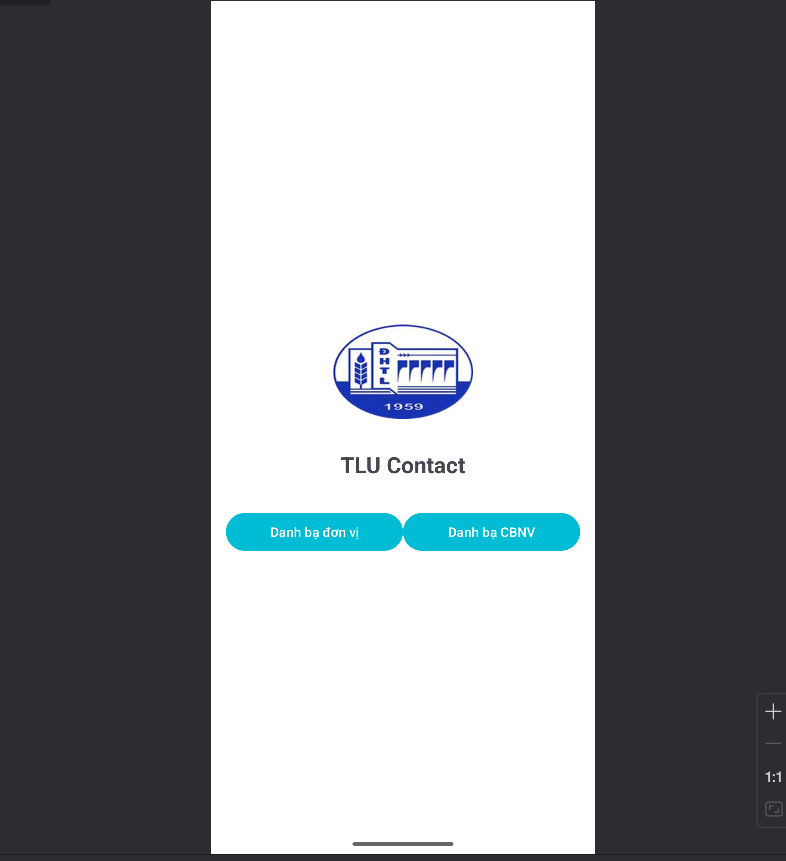 ĐHTL
1959
TLU Contact
Danh bạ đơn vị
Danh bạ CBNV
1:1